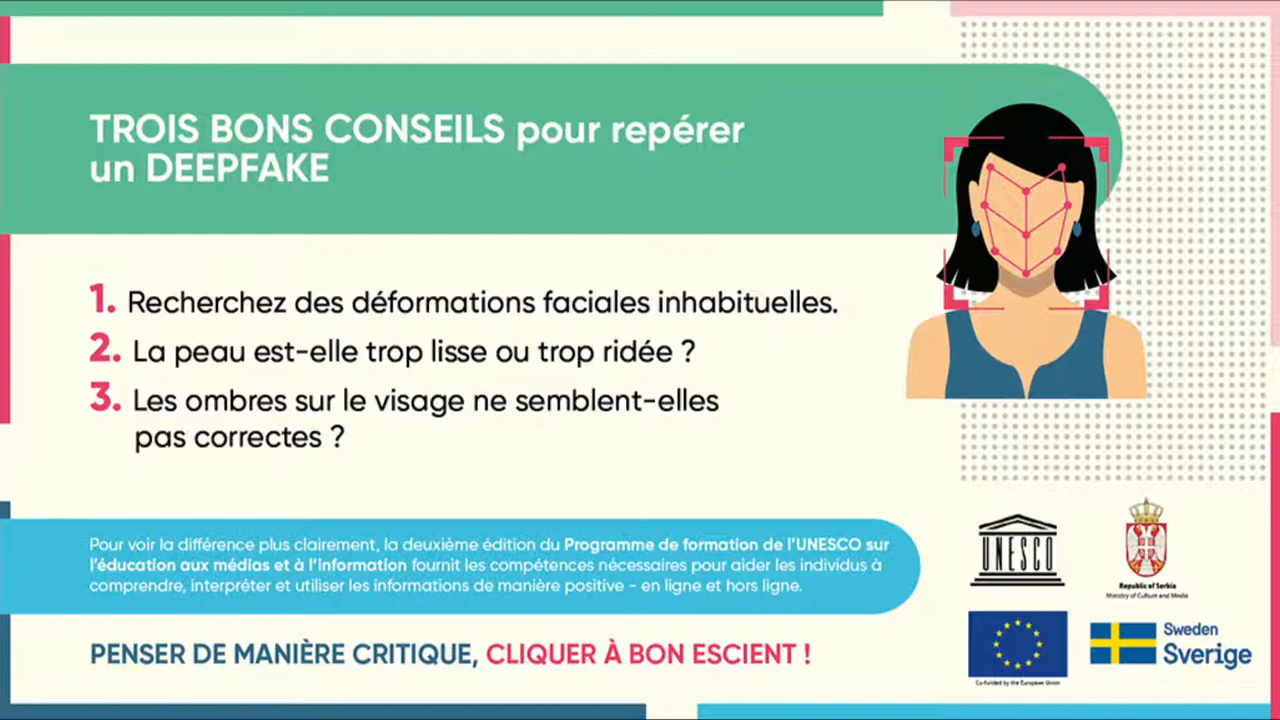 TROIS BONS CONSEILS pour repérer
un DEEPFAKE
1. Recherchez des déformations faciales inhabituelles.
2. La peau est-elle trop lisse ou trop ridée ?
3. Les ombres sur le visage ne semblent-elles
pas correctes ?
Pour voir la différence plus clairement, la deuxième édition du Programme de formation de l'UNESCO sur
l'éducation aux médias et à l'information fournit les compétences nécessaires pour aider les individus à
comprendre, interpréter et utiliser les informations de manière positive - en ligne et hors ligne.
PENSER DE MANIÈRE CRITIQUE, CLIQUER À BON ESCIENT !
UNESCO
Republic of Serbia
Ministry of Culture and Media
Co-funded by the European Union
Sweden
Sverige